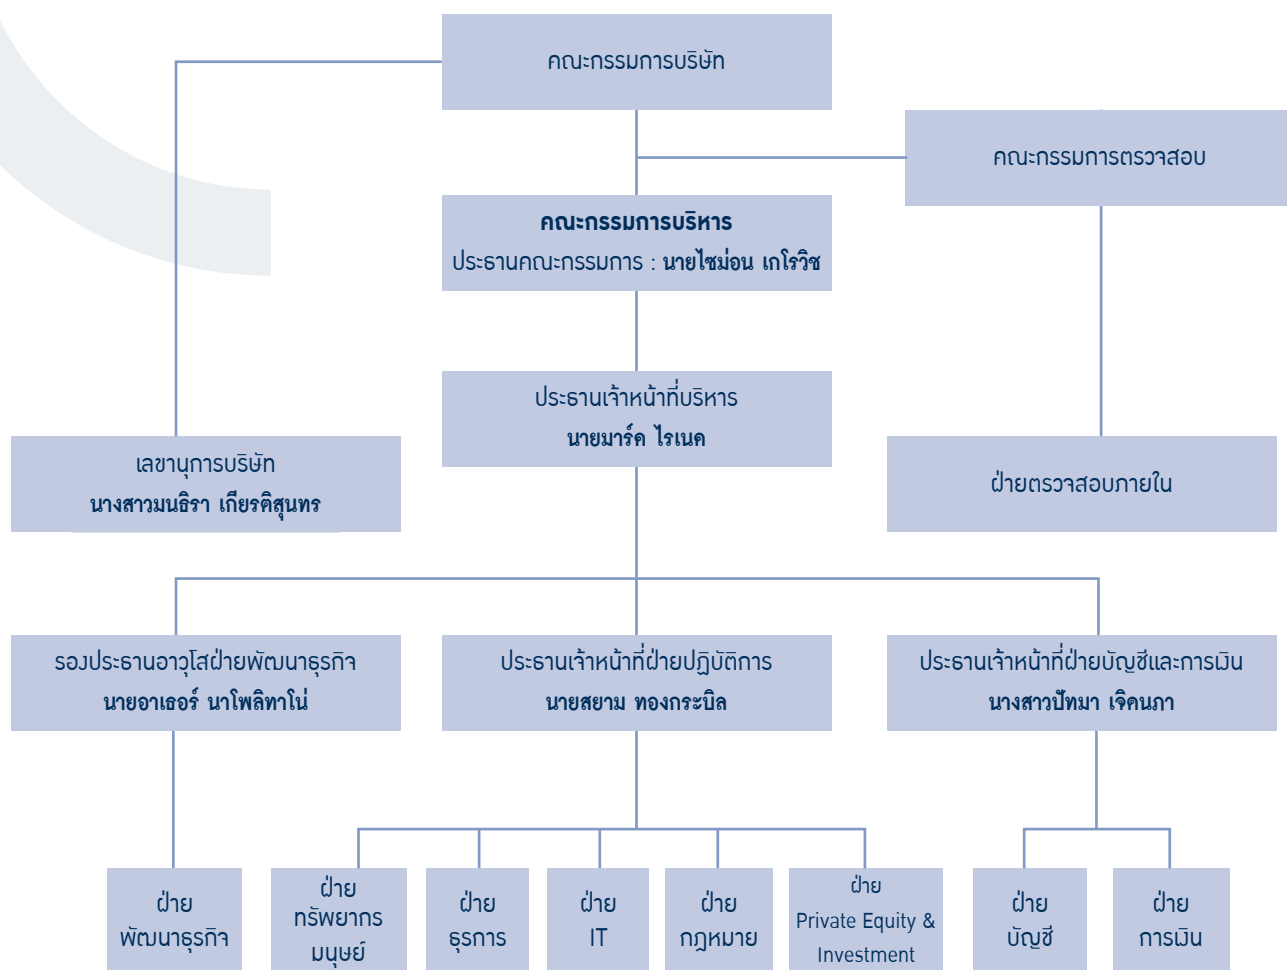 คณะกรรมการบริษัท
คณะกรรมการตรวจสอบ
คณะกรรมการบริหาร
ประธานคณะกรรมการ : นายไซม่อน เกโรวิช
ประธานเจ้าหน้าที่บริหาร
นายมาร์ค ไรเนค
เลขานุการบริษัท
นางสาวมนธิรา เกียรติสุนทร
ฝ่ายตรวจสอบภายใน
รองประธานอาวุโสฝ่ายพัฒนาธุรกิจ
นายอาเธอร์ นาโพลิทาโน่
ประธานเจ้าหน้าที่ฝ่ายปฏิบัติการ
นายสยาม ทองกระบิล
ประธานเจ้าหน้าที่ฝ่ายบัญชีและการเงิน
นางสาวปัทมา เจิคนภา
ฝ่าย
พัฒนาธุรกิจ
ฝ่าย
ทรัพยากร
มนุษย์
ฝ่าย
ธุรการ
ฝ่าย
IT
ฝ่าย
กฎหมาย
ฝ่าย
Private Equity &
Investment
ฝ่าย
บัญชี
ฝ่าย
การเงิน